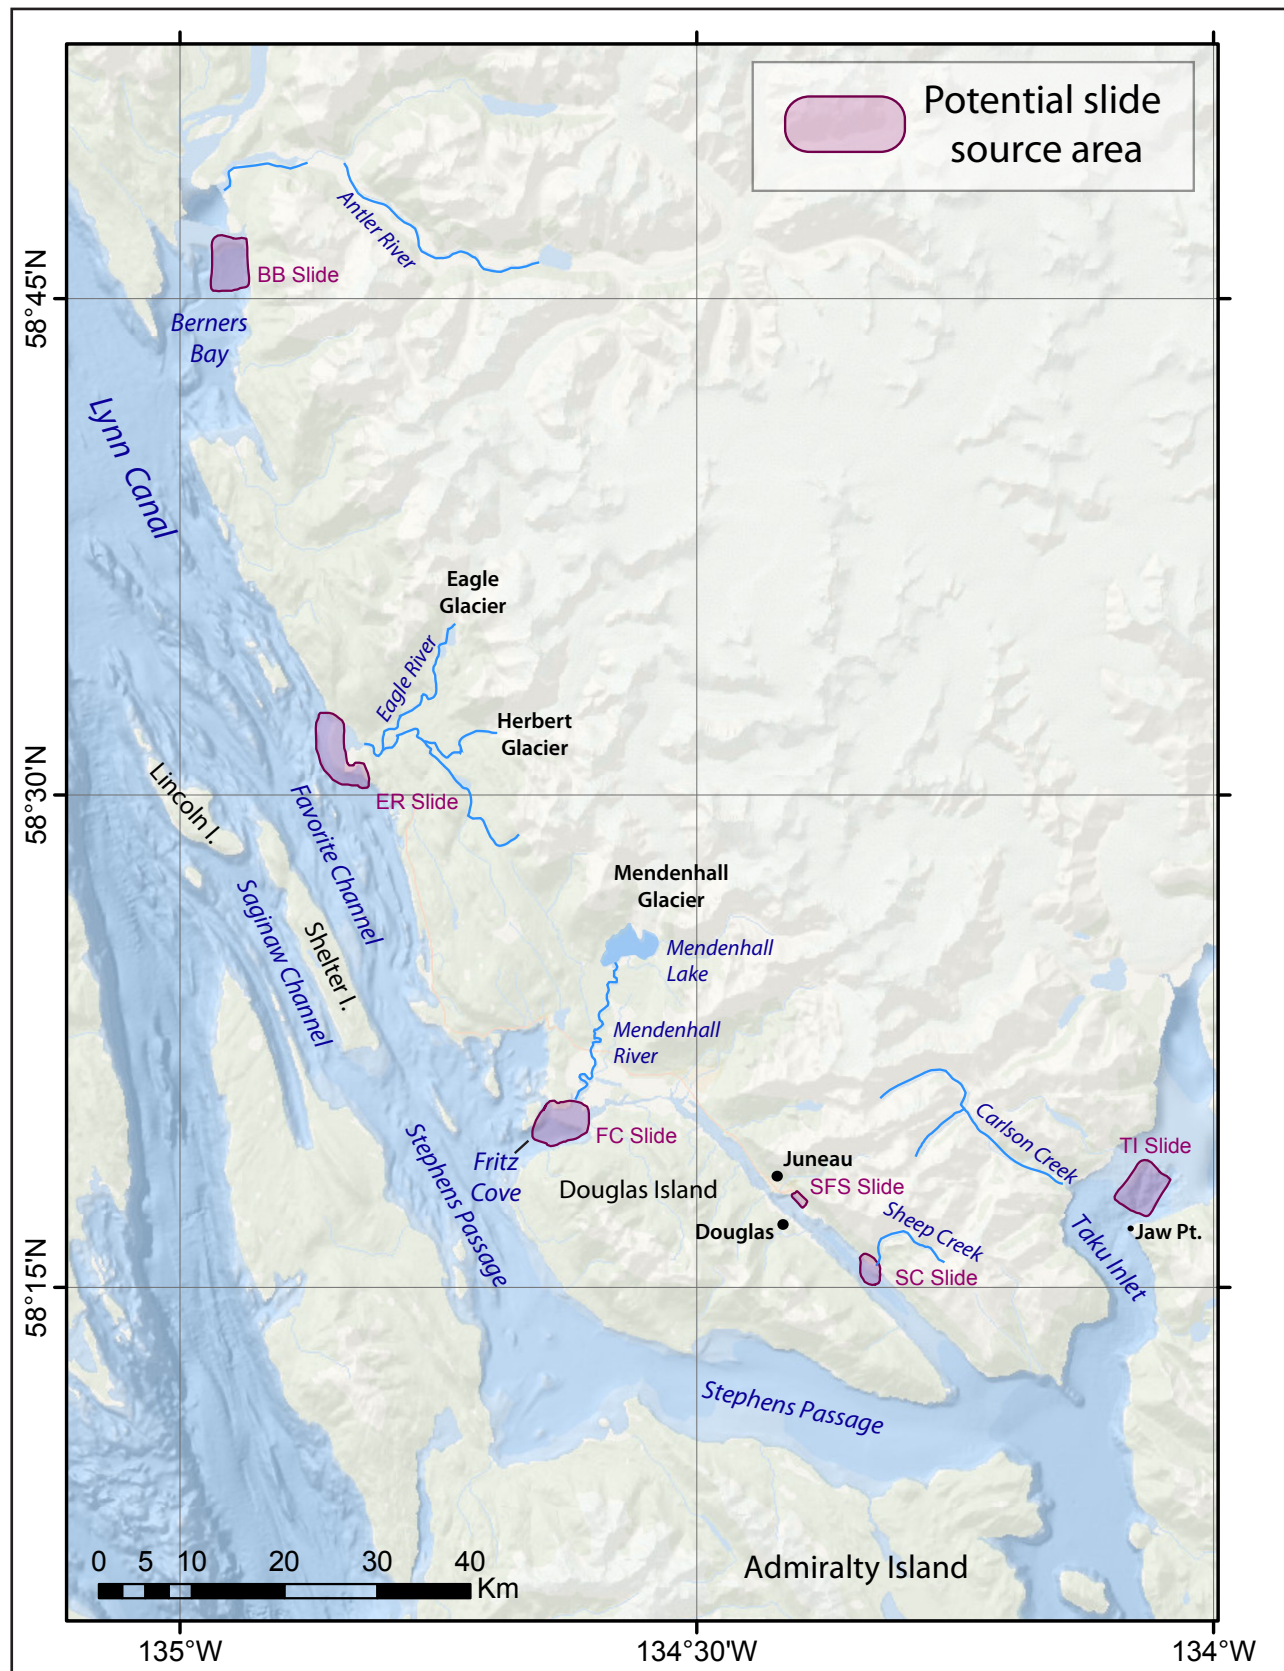 Potential slide
source area
Antler River
58°45'N
BB Slide
Berners
Bay
Lynn Canal
Eagle
Glacier
Eagle River
Herbert
Glacier
58°30'N
Lincoln I.
ER Slide
Favorite Channel
Mendenhall
Glacier
Saginaw Channel
Shelter I.
Mendenhall
Lake
Mendenhall
River
Carlson Creek
Stephens Passage
FC Slide
TI Slide
Fritz
Cove
Juneau
Douglas Island
SFS Slide
Sheep Creek
Douglas
Jaw Pt.
Taku Inlet
58°15'N
SC Slide
Stephens Passage
0 5 10 20 30 40
Km
Admiralty Island
135°W
134°30'W
134°W